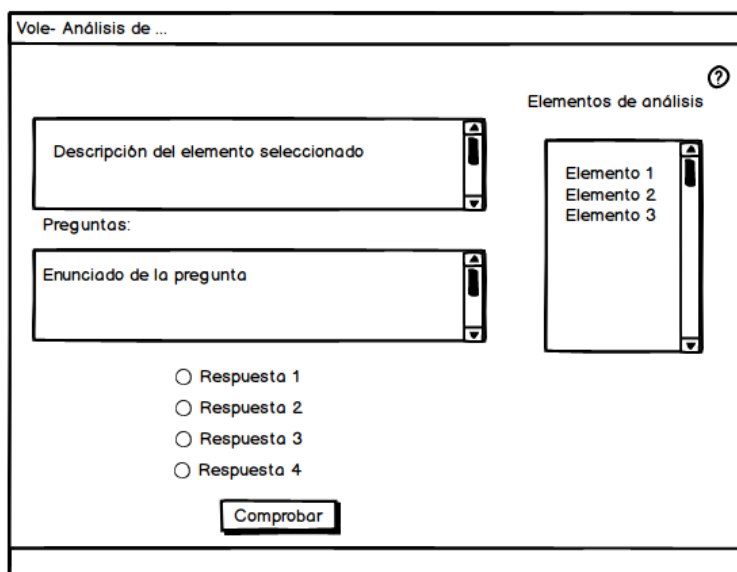 Vole- Análisis de ...
?
Elementos de análisis
Descripción del elemento seleccionado
Elemento 1
Elemento 2
Elemento 3
Preguntas:
Enunciado de la pregunta
Respuesta 1
Respuesta 2
Respuesta 3
Respuesta 4
Comprobar